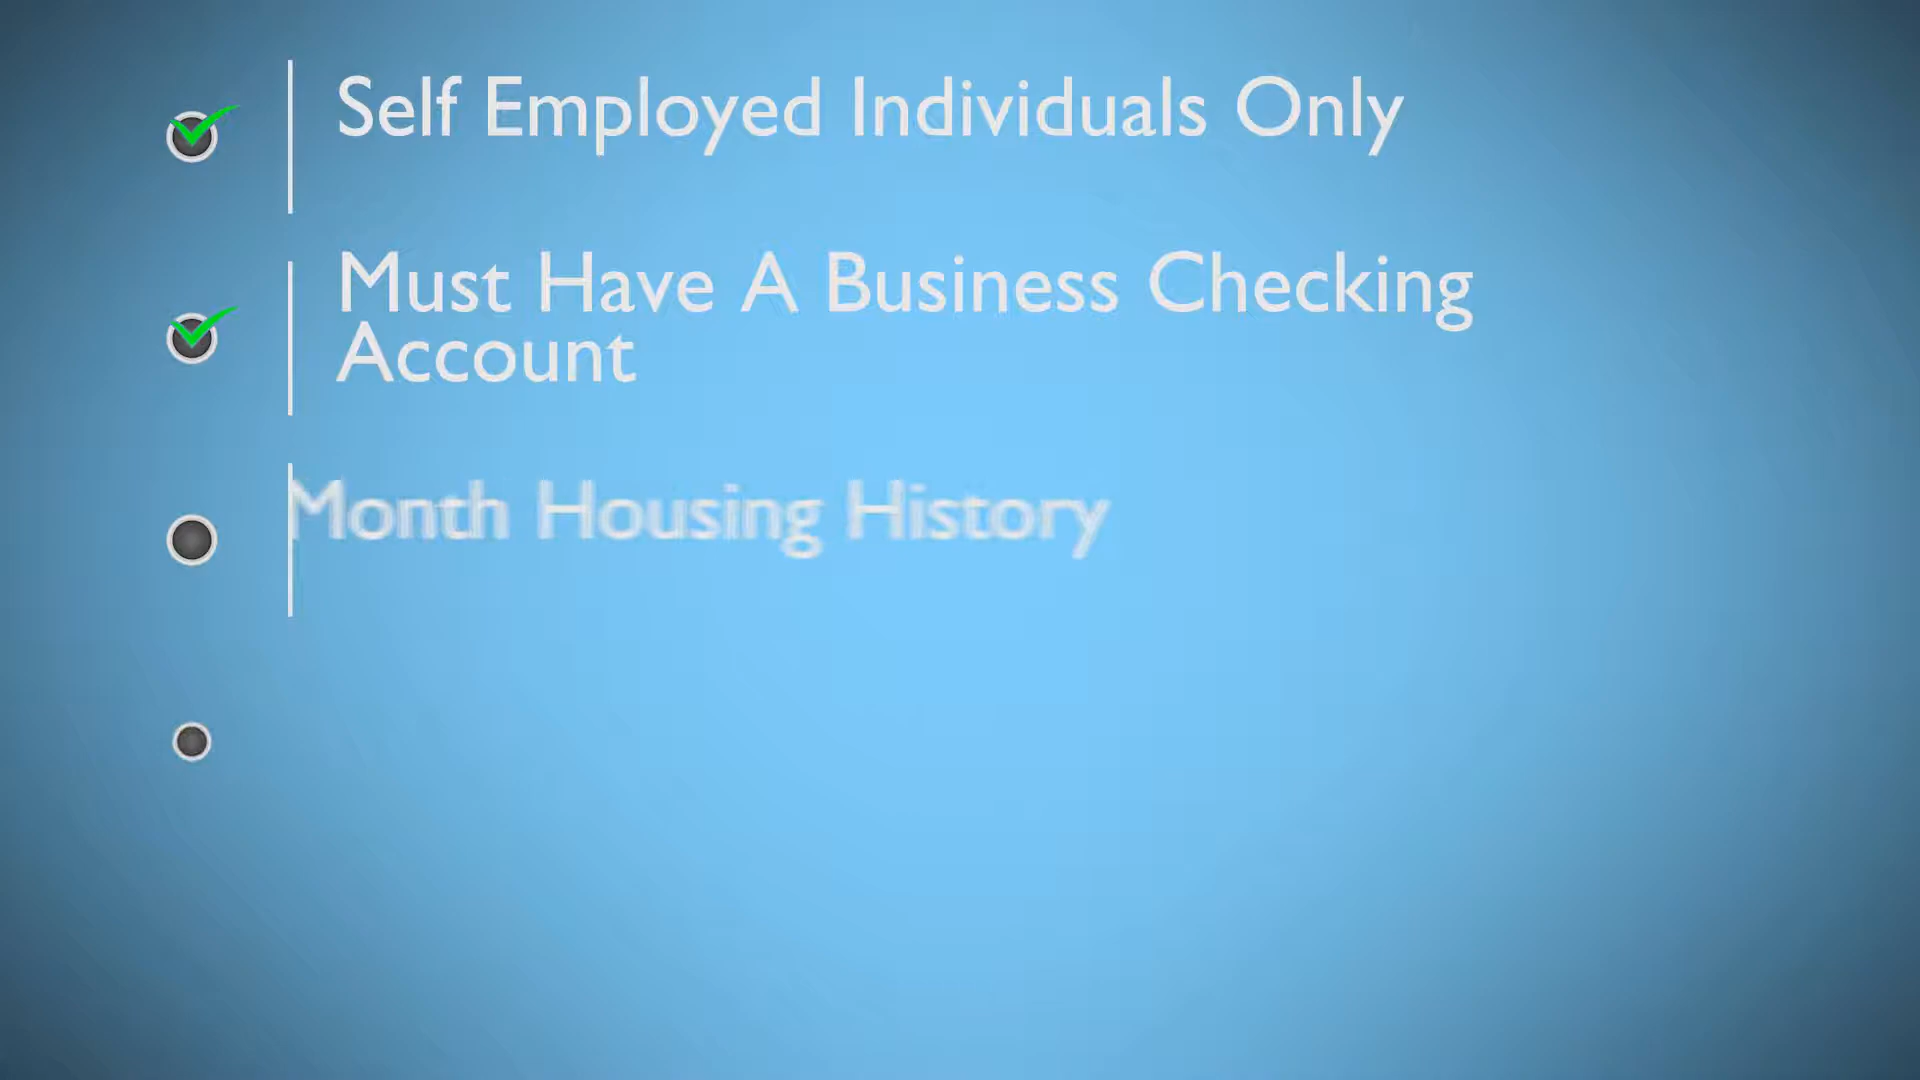 Self Employed Individuals Only
Must Have A Business Checking
Account
Month Housing History